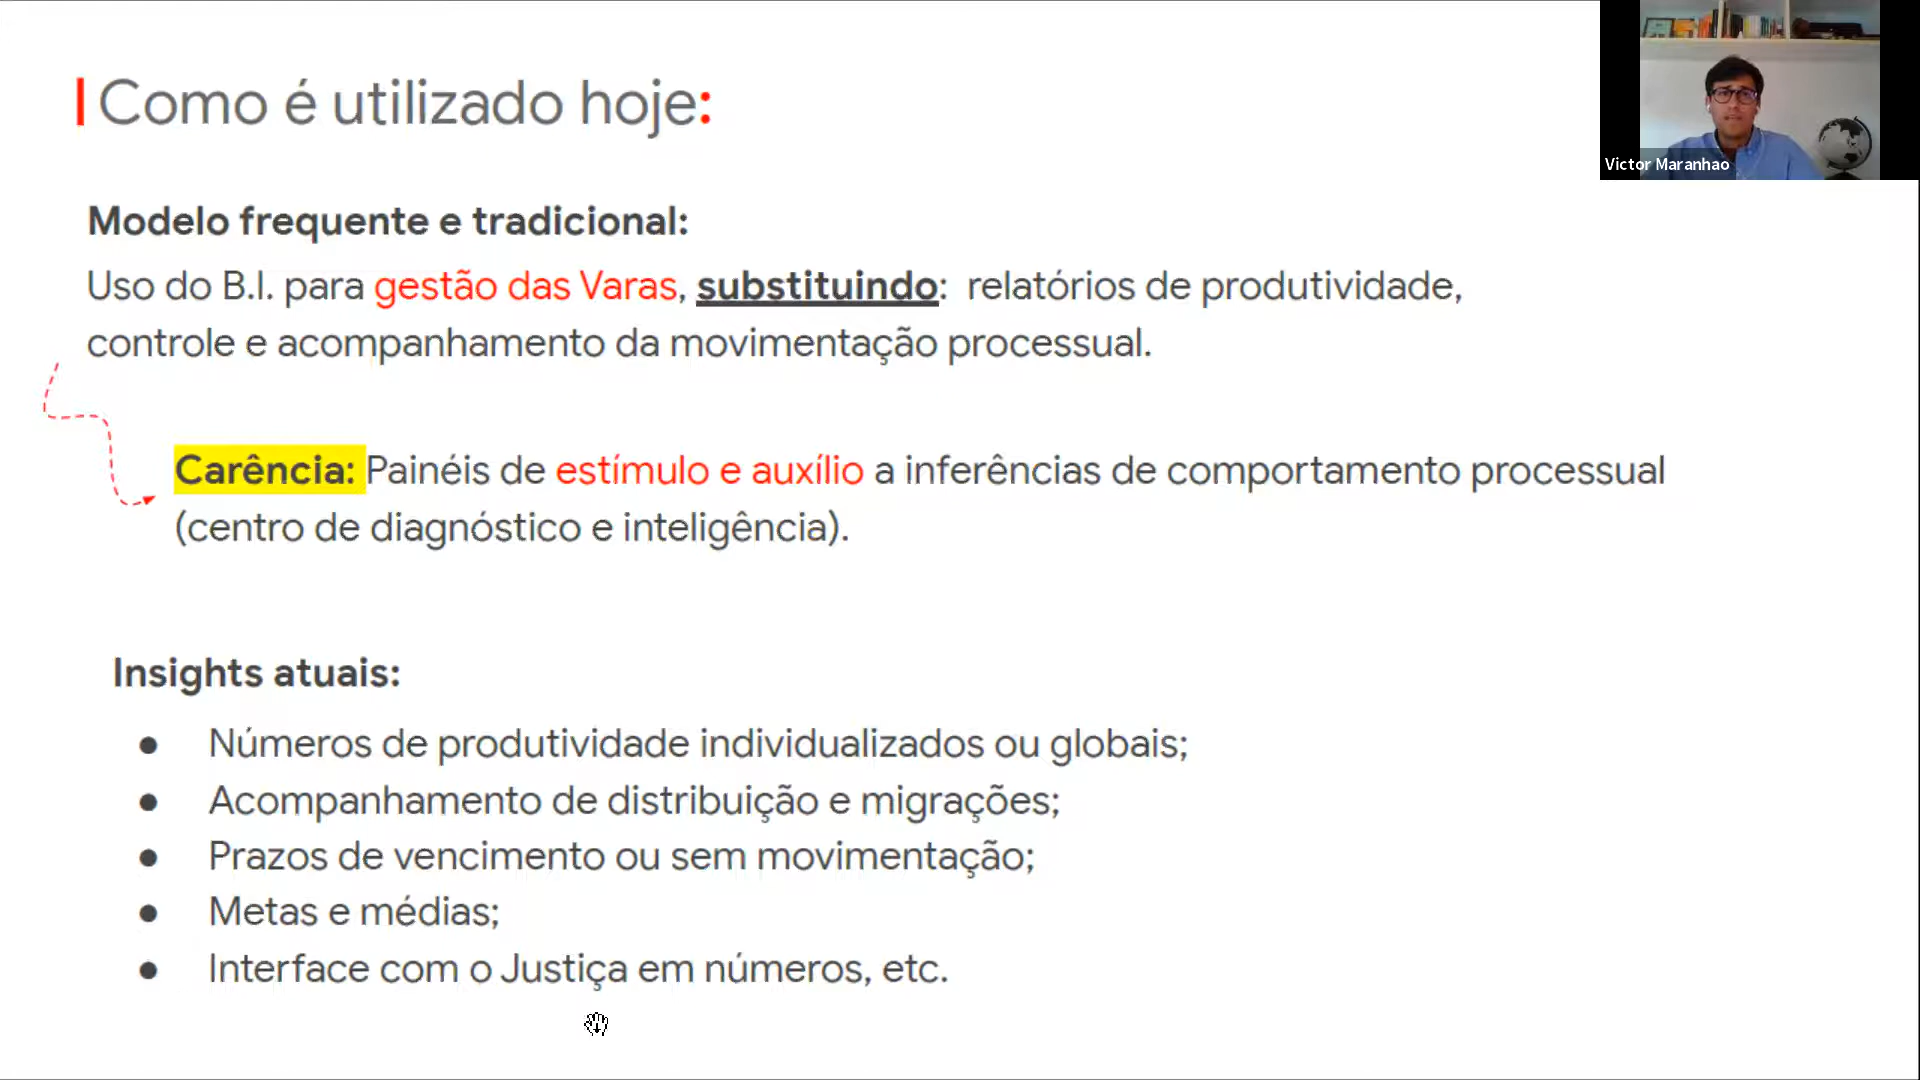 Como é utilizado hoje:
Victor Maranhao
Modelo frequente e tradicional:
Uso do B.I. para gestão das Varas, substituindo: relatórios de produtividade,
controle e acompanhamento da movimentação processual.
Carência: Painéis de estímulo e auxílio a inferências de comportamento processual
(centro de diagnóstico e inteligência).
Insights atuais:
● Números de produtividade individualizados ou globais;
● Acompanhamento de distribuição e migrações;
● Prazos de vencimento ou sem movimentação;
● Metas e médias;
● Interface com o Justiça em números, etc.